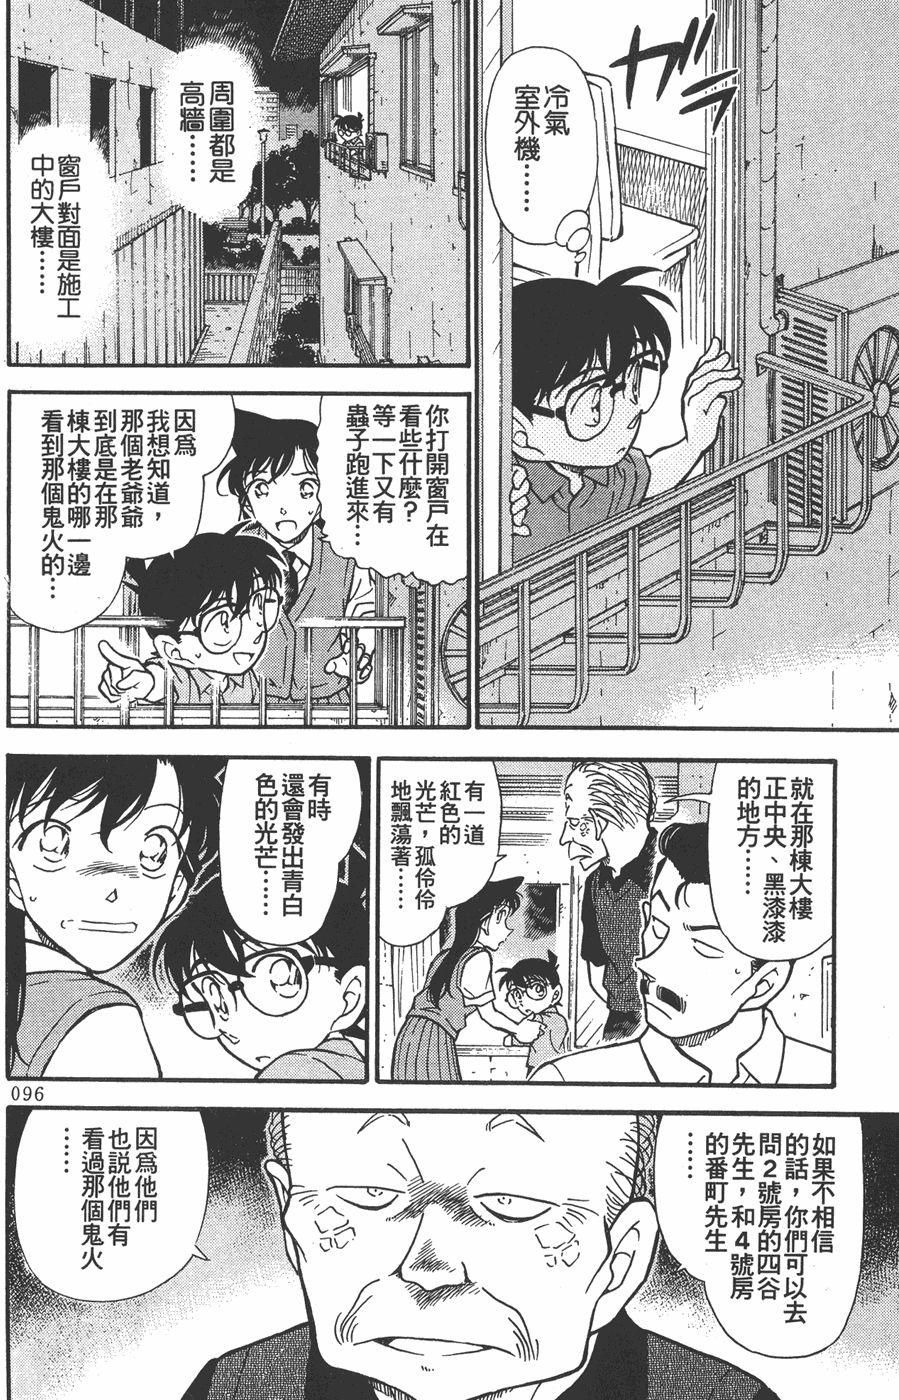 ガガ
冷氣
室外機……
周圍都是
高牆……
窗戶對面是施工
中的大樓……
你打開窗戶在
看些什麼？
等一下又有
蟲子跑進來…
因為
我想知道，
那個老爺爺
到底是在那
棟大樓的哪一邊
看到那個鬼火的…
就在那棟大樓
正中央、黑漆漆
的地方……
有一道
紅色的
光芒，孤伶伶
地飄蕩著……
有時
還會發出青白
色的光芒……
096
如果不相信
的話，你們可以去
問2號房的四谷
先生，和4號房
的番町先生
因為他們
也說他們有
看過那個鬼火
……